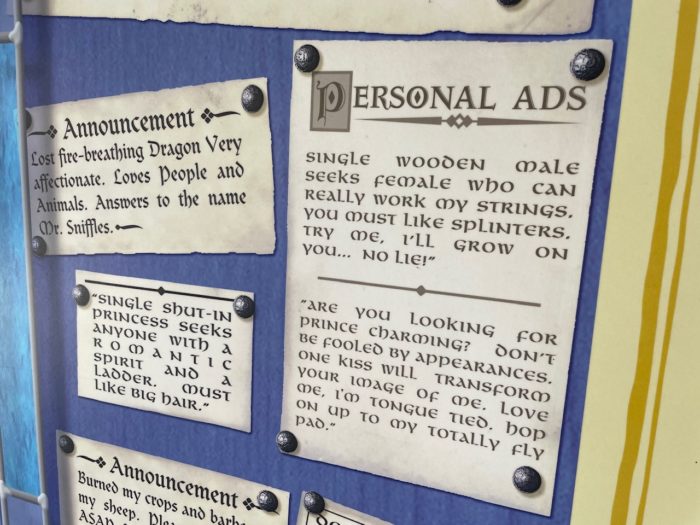 Announcement
Lost fire-breathing Dragon Very
affectionate. Loves People and
Animals. Answers to the name
Mr. Sniffles.
"SINGLE SHUT-IN
PRINCESS SEEKS
ANYONE WITH A
ROMANTIC
SPIRIT AND A
LADDER. MUST
LIKE BIG HAIR."
Announcement
Burned my crops and
my sheep.
ASAP
PERSONAL ADS
SINGLE WOODEN MALE
SEEKS FEMALE WHO CAN
REALLY WORK MY STRINGS.
YOU MUST LIKE SPLINTERS.
TRY ME, I'LL GROW ON
YOU... NO LIE!"
"ARE YOU LOOKING FOR
PRINCE CHARMING? DON'T
BE FOOLED BY APPEARANCES.
ONE KISS WILL TRANSFORM
YOUR IMAGE OF ME. LOVE
ME, I'M TONGUE TIED. HOP
ON UP TO MY TOTALLY FLY
PAD."